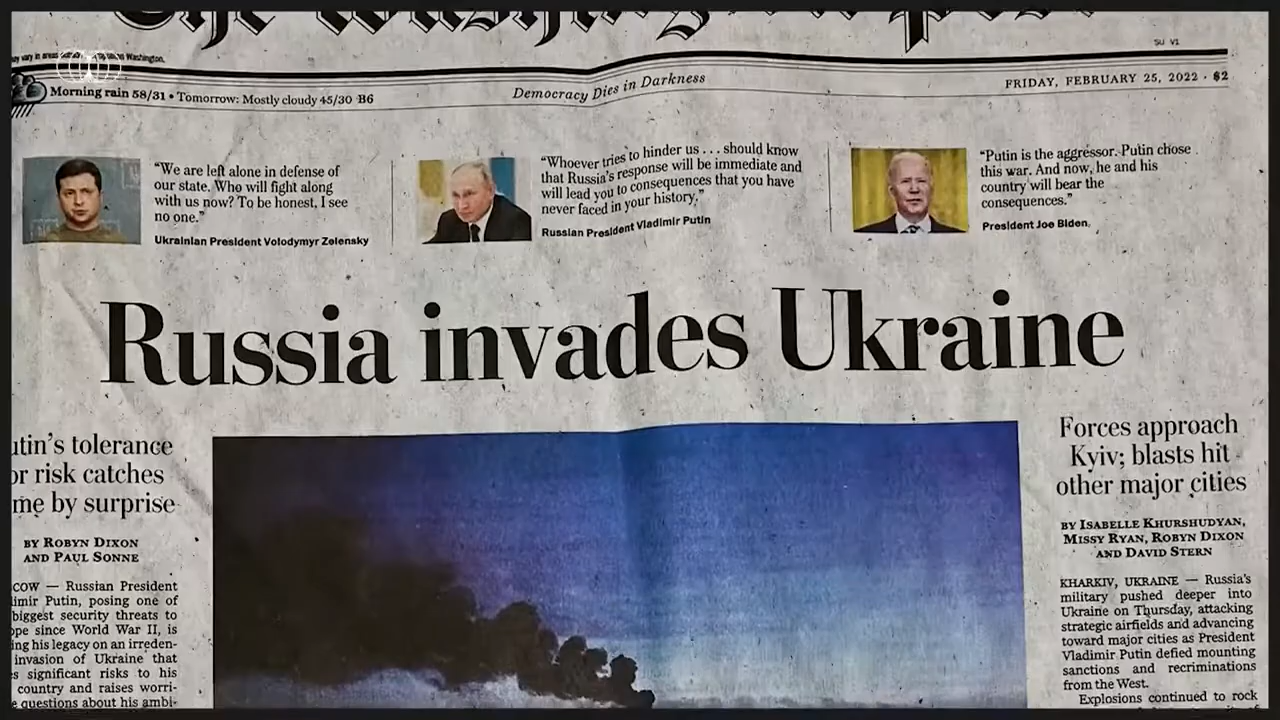 The Washington Post
Washington.
SU V1
Morning rain 58/31 • Tomorrow: Mostly cloudy 45/30 B6
Democracy Dies in Darkness
FRIDAY, FEBRUARY 25, 2022 · $2
“We are left alone in defense of
our state. Who will fight along
with us now? To be honest, I see
no one.”
Ukrainian President Volodymyr Zelensky
“Whoever tries to hinder us . . . should know
that Russia’s response will be immediate and
will lead you to consequences that you have
never faced in your history.”
Russian President Vladimir Putin
“Putin is the aggressor. Putin chose
this war. And now, he and his
country will bear the
consequences.”
President Joe Biden
Russia invades Ukraine
utin’s tolerance
or risk catches
me by surprise
BY ROBYN DIXON
AND PAUL SONNE
COW — Russian President
limir Putin, posing one of
biggest security threats to
ope since World War II, is
ing his legacy on an irreden-
invasion of Ukraine that
s significant risks to his
country and raises worri-
e questions about his ambi-
Forces approach
Kyiv; blasts hit
other major cities
BY ISABELLE KHURSHUDYAN,
MISSY RYAN, ROBYN DIXON
AND DAVID STERN
KHARKIV, UKRAINE — Russia’s
military pushed deeper into
Ukraine on Thursday, attacking
strategic airfields and advancing
toward major cities as President
Vladimir Putin defied mounting
sanctions and recriminations
from the West.
Explosions continued to rock